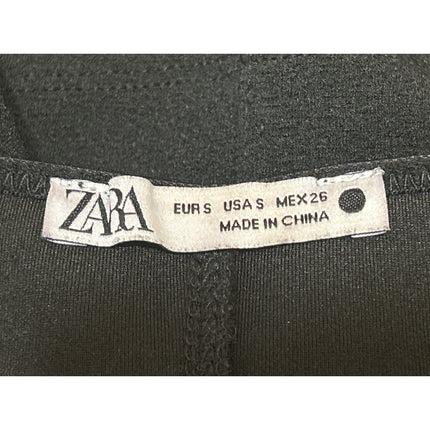 ZARA
EUR S USA S MEX 26
MADE IN CHINA